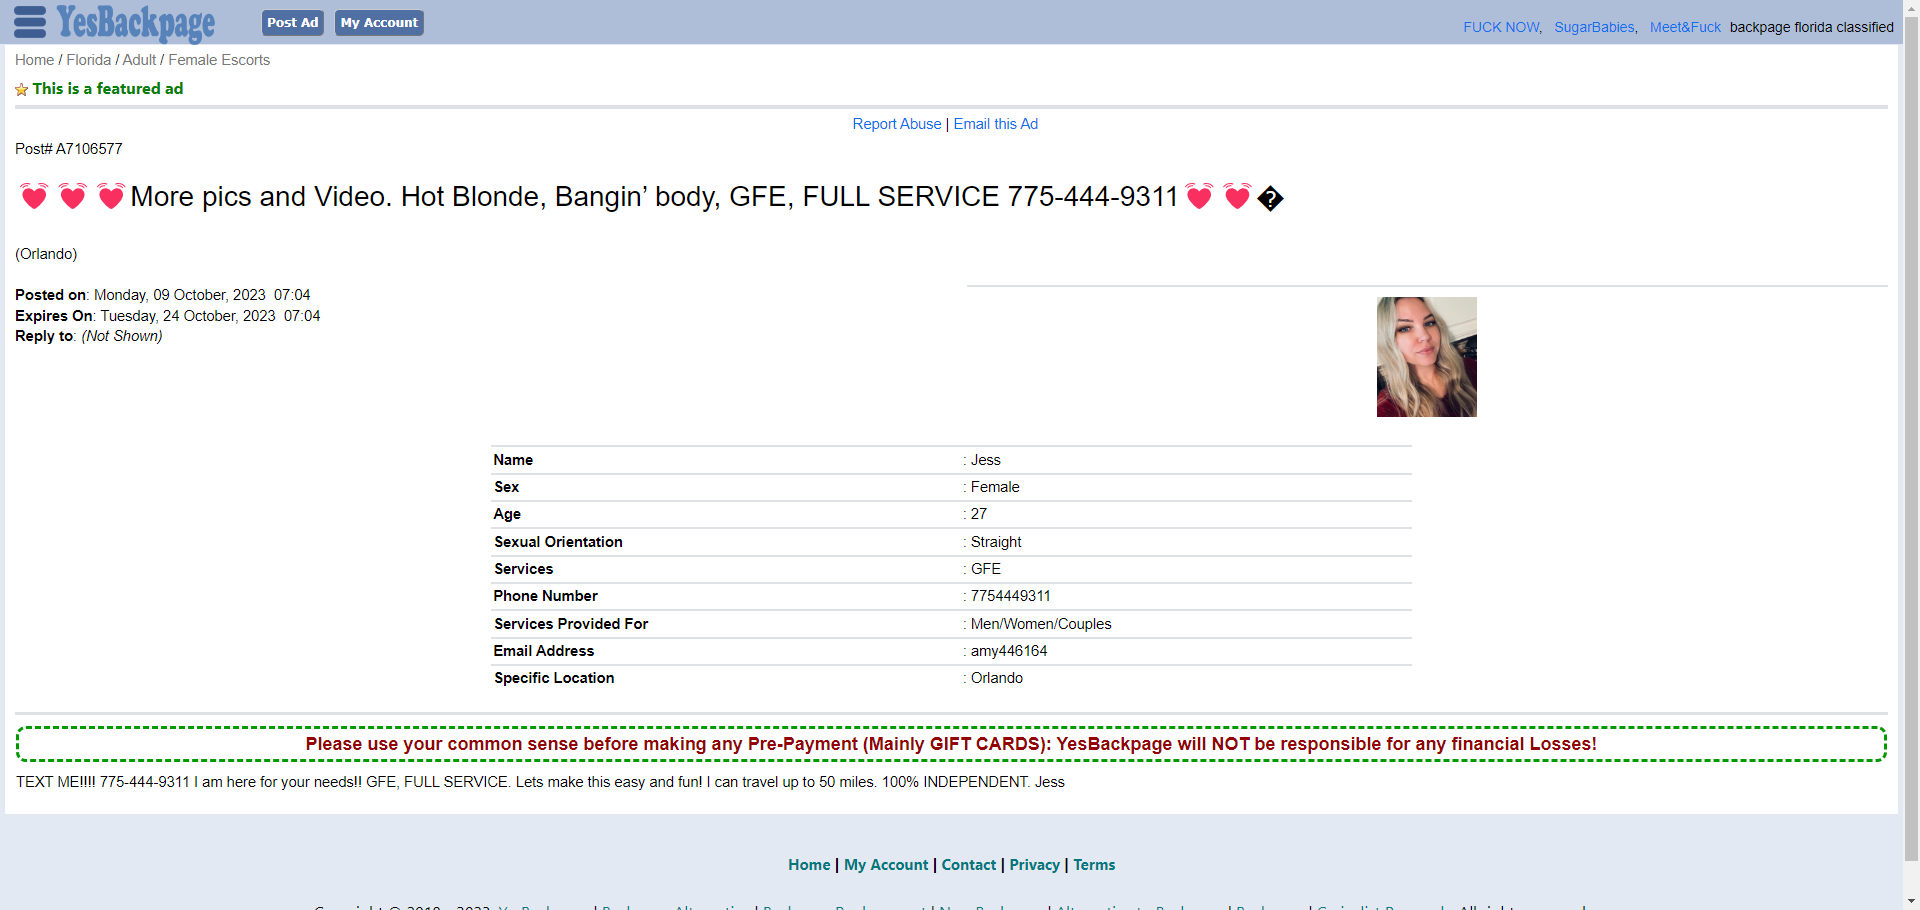 YesBackpage
Post Ad
My Account
FUCK NOW, SugarBabies, Meet&Fuck backpage florida classified
Home / Florida / Adult / Female Escorts
This is a featured ad
Report Abuse | Email this Ad
Post# A7106577
💓💓💓More pics and Video. Hot Blonde, Bangin’ body, GFE, FULL SERVICE 775-444-9311💓💓�
(Orlando)
Posted on: Monday, 09 October, 2023 07:04
Expires On: Tuesday, 24 October, 2023 07:04
Reply to: (Not Shown)
Name : Jess
Sex : Female
Age : 27
Sexual Orientation : Straight
Services : GFE
Phone Number : 7754449311
Services Provided For : Men/Women/Couples
Email Address : amy446164
Specific Location : Orlando
Please use your common sense before making any Pre-Payment (Mainly GIFT CARDS): YesBackpage will NOT be responsible for any financial Losses!
TEXT ME!!!! 775-444-9311 I am here for your needs!! GFE, FULL SERVICE. Lets make this easy and fun! I can travel up to 50 miles. 100% INDEPENDENT. Jess
Home | My Account | Contact | Privacy | Terms